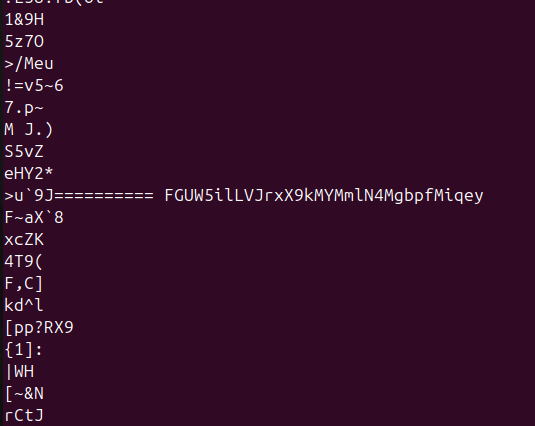 1&9H
5z7O
>/Meu
!=v5~6
7.p~
M J.)
S5vZ
eHY2*
>u`9J========== FGUW5ilLVJrxX9kMYMmlN4MgbpfMiqey
F~aX`8
xcZK
4T9(
F,C]
kd^l
[pp?RX9
{1]:
|WH
[~&N
rCtJ